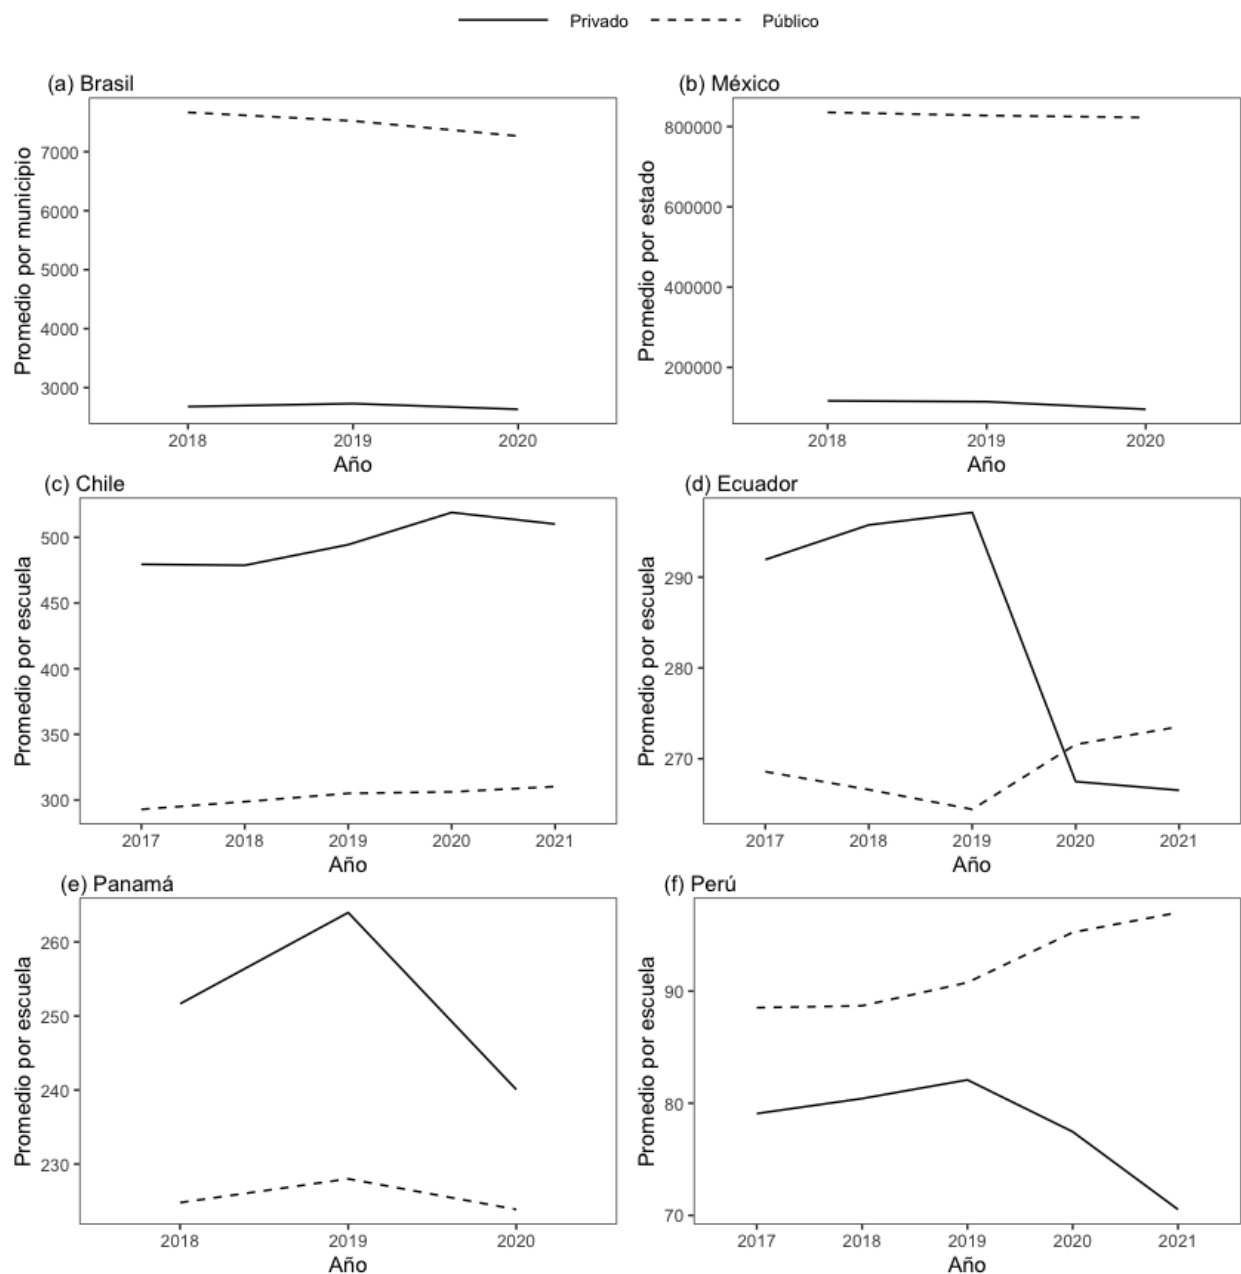 Privado Público
(a) Brasil
Promedio por municipio
7000
6000
5000
4000
3000
2018 2019 2020
Año
(b) México
Promedio por estado
800000
600000
400000
200000
2018 2019 2020
Año
(c) Chile
Promedio por escuela
500
450
400
350
300
2017 2018 2019 2020 2021
Año
(d) Ecuador
Promedio por escuela
290
280
270
2017 2018 2019 2020 2021
Año
(e) Panamá
Promedio por escuela
260
250
240
230
2018 2019 2020
Año
(f) Perú
Promedio por escuela
90
80
70
2017 2018 2019 2020 2021
Año